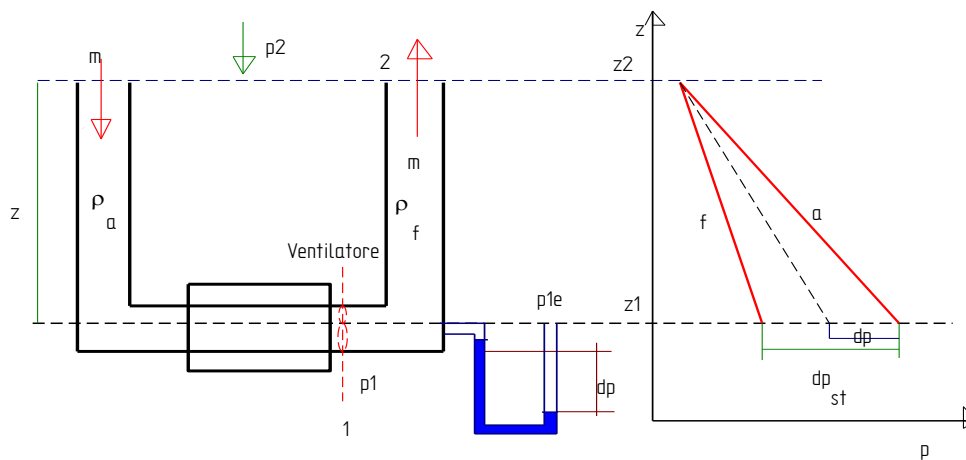 m
p2
2
z
z2
ρ
a
ρ
f
m
z
Ventilatore
f
a
p1e
z1
dp
dp
p1
dp
st
1
p